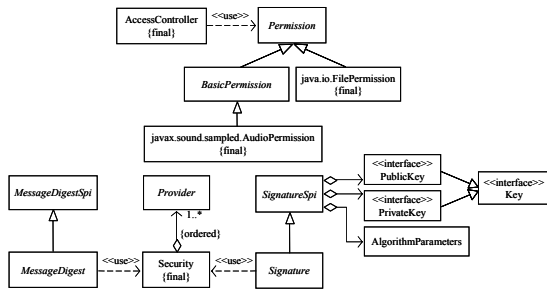 AccessController
{final}
<<use>>
Permission
BasicPermission
java.io.FilePermission
{final}
javax.sound.sampled.AudioPermission
{final}
MessageDigestSpi
Provider
1..*
{ordered}
SignatureSpi
<<interface>>
PublicKey
<<interface>>
PrivateKey
<<interface>>
Key
AlgorithmParameters
MessageDigest
<<use>>
Security
{final}
<<use>>
Signature